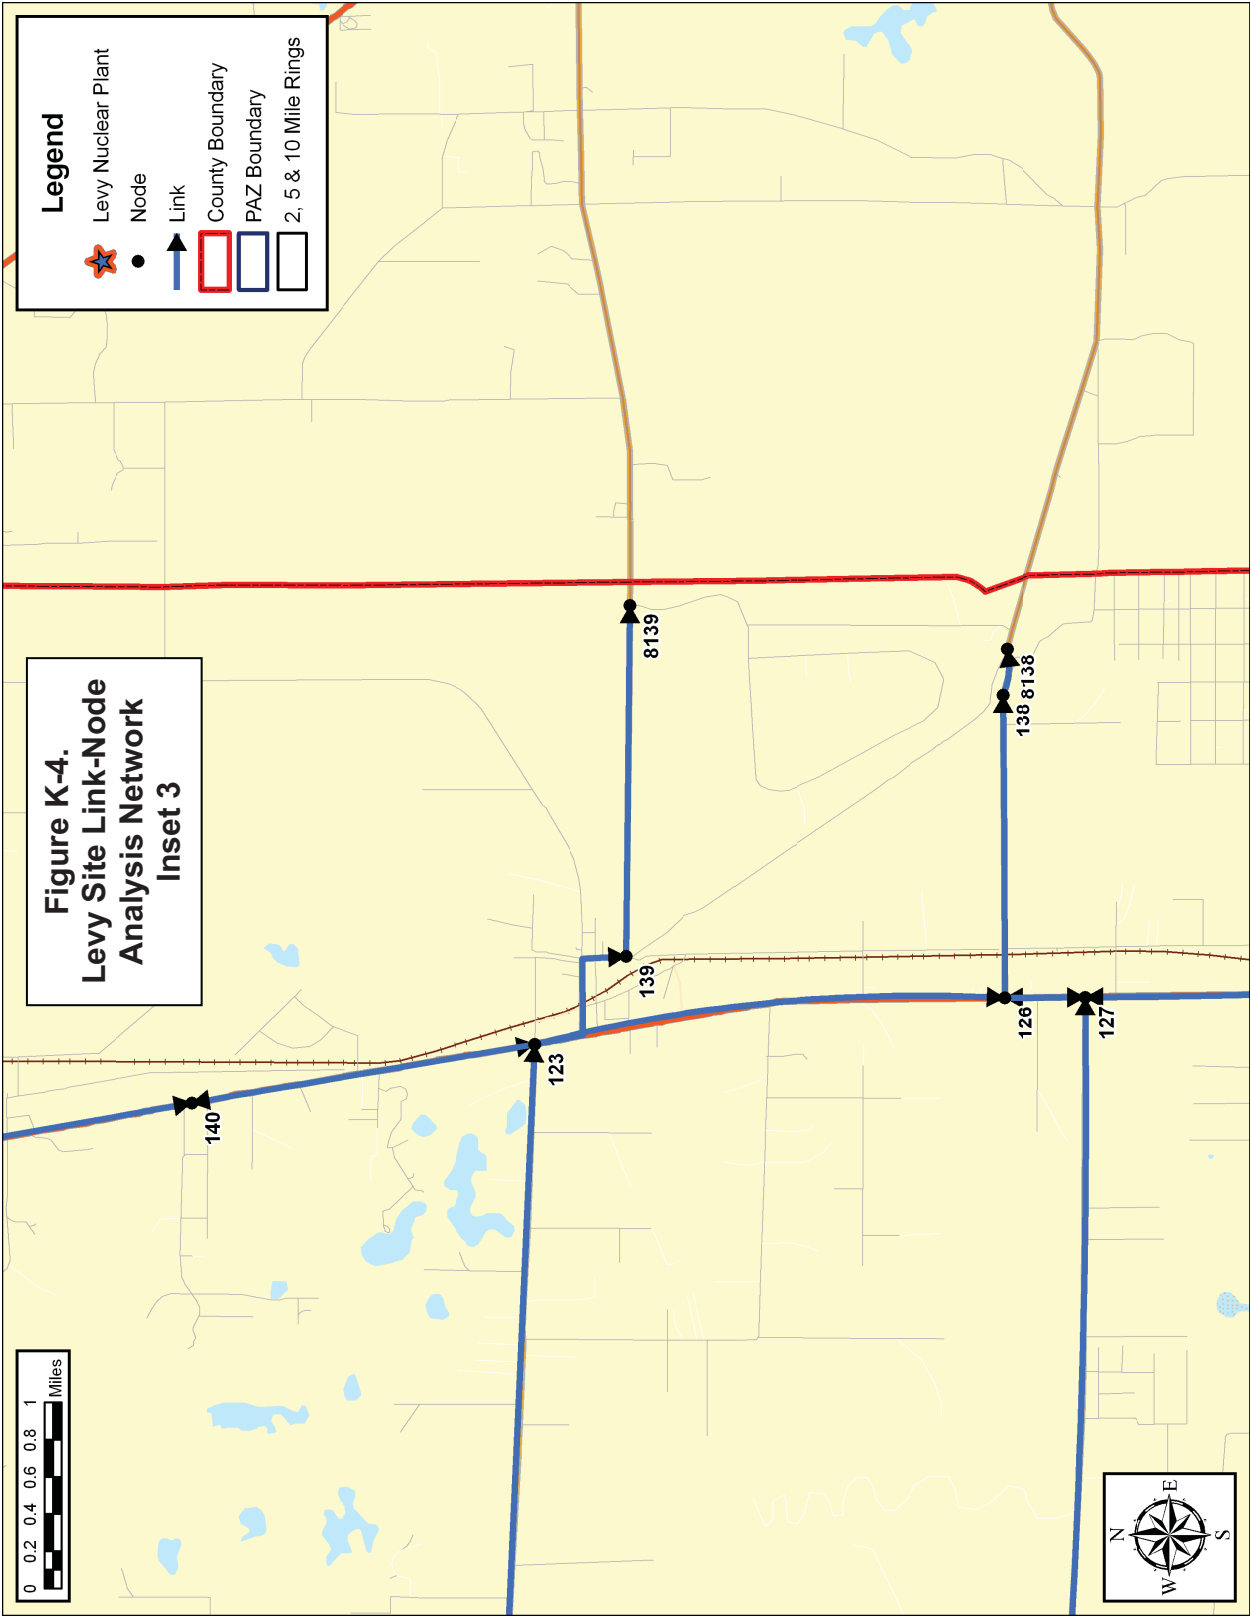 Figure K-4.
Levy Site Link-Node
Analysis Network
Inset 3
Legend
Levy Nuclear Plant
Node
Link
County Boundary
PAZ Boundary
2, 5 & 10 Mile Rings
0 0.2 0.4 0.6 0.8 1
Miles
140
123
139
8139
138
8138
126
127
N
W E
S